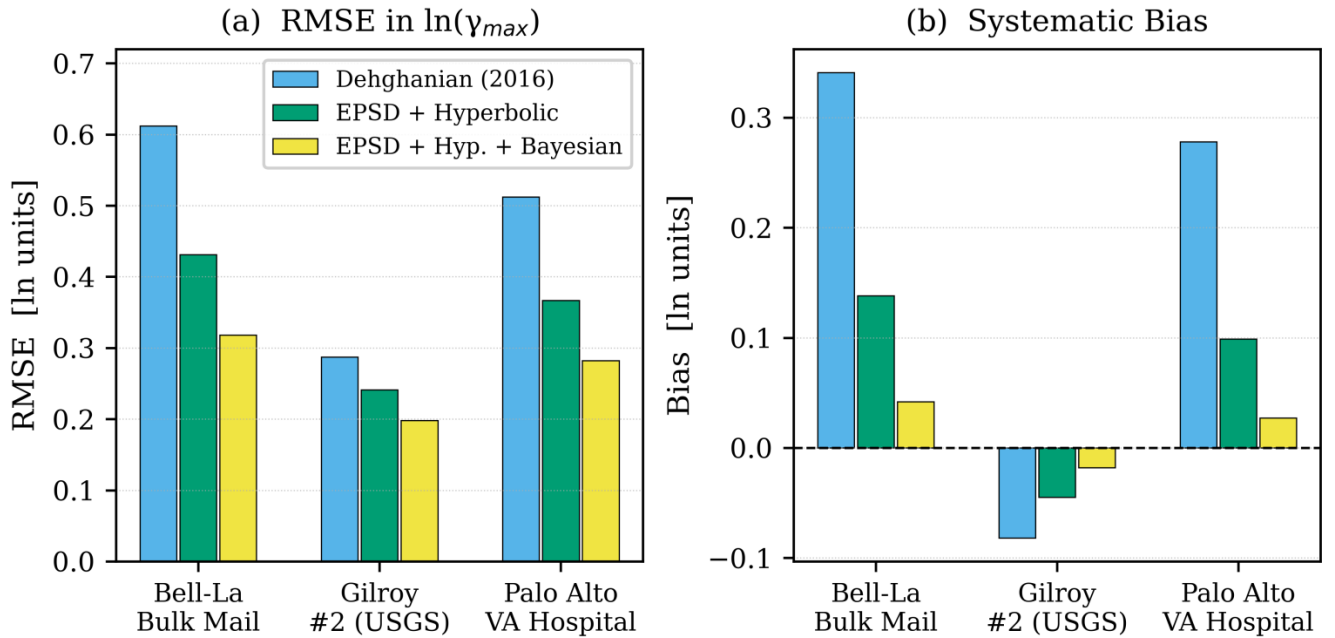 (a) RMSE in ln(γmax)
RMSE [ln units]
0.7
0.6
0.5
0.4
0.3
0.2
0.1
0.0
Dehghanian (2016)
EPSD + Hyperbolic
EPSD + Hyp. + Bayesian
Bell-La
Bulk Mail
Gilroy
#2 (USGS)
Palo Alto
VA Hospital
(b) Systematic Bias
Bias [ln units]
0.3
0.2
0.1
0.0
−0.1
Bell-La
Bulk Mail
Gilroy
#2 (USGS)
Palo Alto
VA Hospital